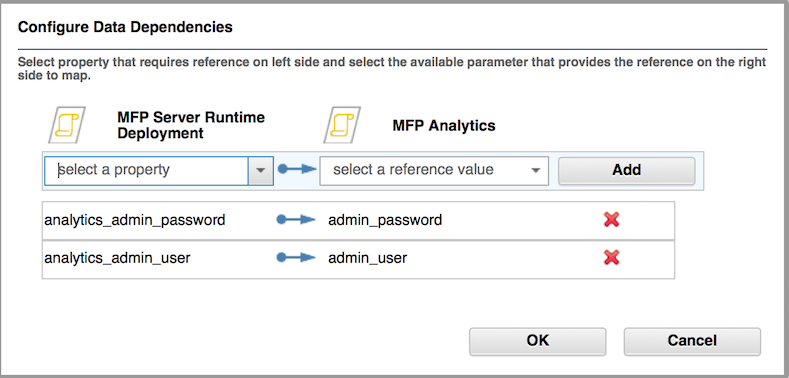 Configure Data Dependencies
Select property that requires reference on left side and select the available parameter that provides the reference on the right
side to map.
MFP Server Runtime
Deployment
MFP Analytics
select a property
select a reference value
Add
analytics_admin_password
admin_password
analytics_admin_user
admin_user
OK
Cancel